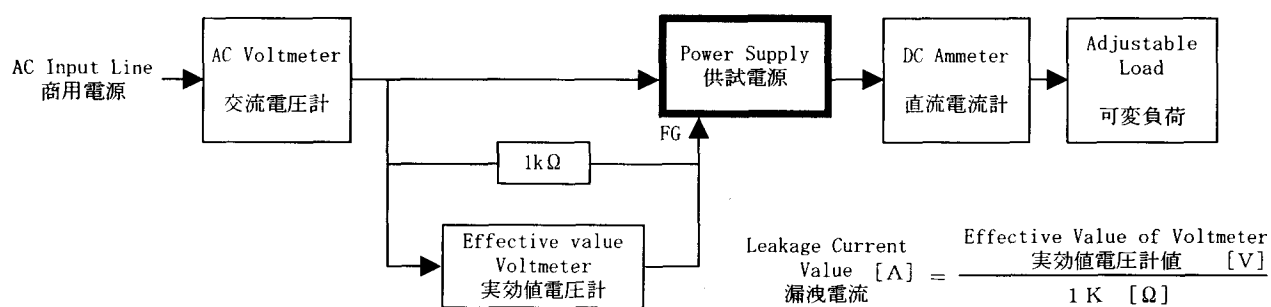 AC Input Line
商用電源
AC Voltmeter
交流電圧計
Power Supply
供試電源
DC Ammeter
直流電流計
Adjustable
Load
可変負荷
FG
1kΩ
Effective value
Voltmeter
実効値電圧計
Leakage Current
Value [A] =
漏洩電流
Effective Value of Voltmeter
実効値電圧計値 [V]
1K [Ω]